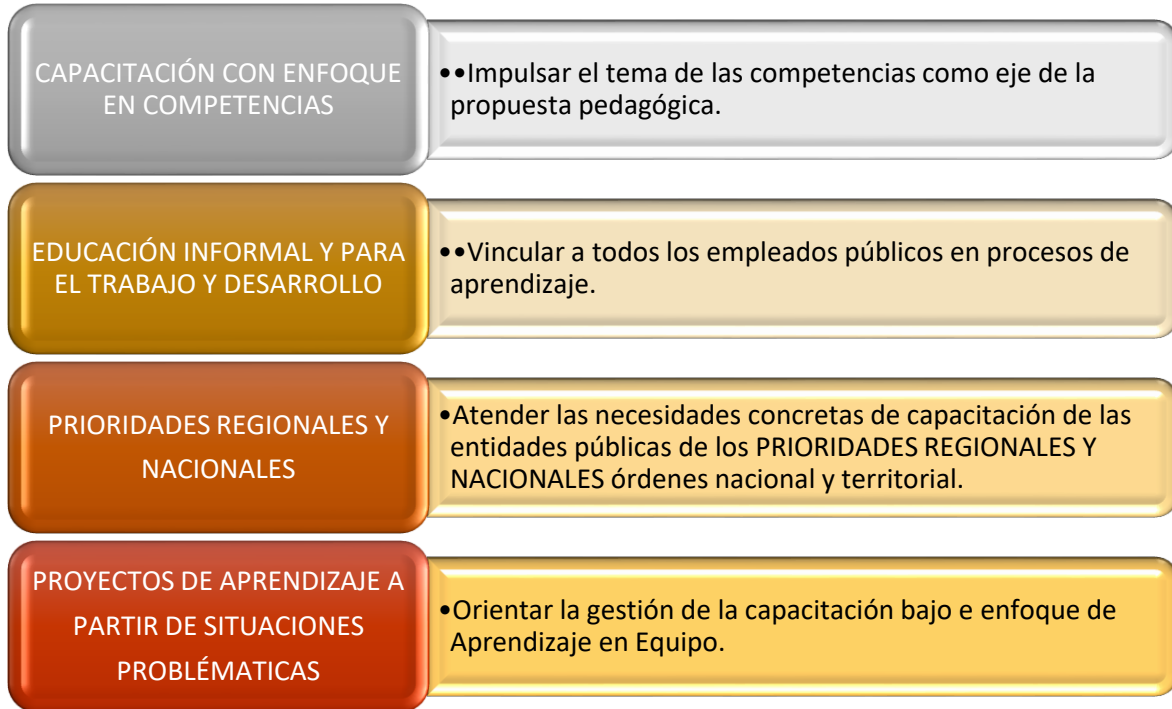 CAPACITACIÓN CON ENFOQUE
EN COMPETENCIAS
••Impulsar el tema de las competencias como eje de la
propuesta pedagógica.
EDUCACIÓN INFORMAL Y PARA
EL TRABAJO Y DESARROLLO
••Vincular a todos los empleados públicos en procesos de
aprendizaje.
PRIORIDADES REGIONALES Y
NACIONALES
•Atender las necesidades concretas de capacitación de las
entidades públicas de los PRIORIDADES REGIONALES Y
NACIONALES órdenes nacional y territorial.
PROYECTOS DE APRENDIZAJE A
PARTIR DE SITUACIONES
PROBLÉMATICAS
•Orientar la gestión de la capacitación bajo e enfoque de
Aprendizaje en Equipo.